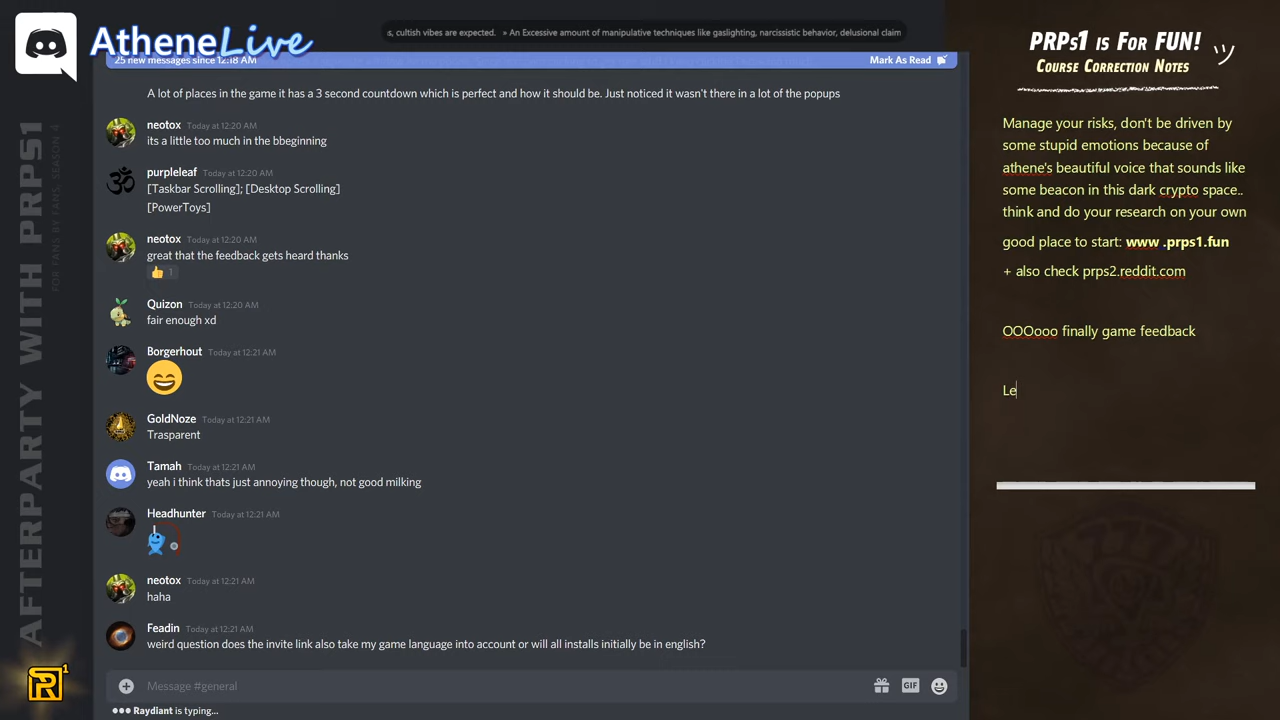 AtheneLive
s, cultish vibes are expected. » An Excessive amount of manipulative techniques like gaslighting, narcissistic behavior, delusional claim
25 new messages since 12:18 AM
Mark As Read
A lot of places in the game it has a 3 second countdown which is perfect and how it should be. Just noticed it wasn't there in a lot of the popups
neotox Today at 12:20 AM
its a little too much in the bbeginning
purpleleaf Today at 12:20 AM
[Taskbar Scrolling]; [Desktop Scrolling]
[PowerToys]
neotox Today at 12:20 AM
great that the feedback gets heard thanks
1
Quizon Today at 12:20 AM
fair enough xd
Borgerhout Today at 12:21 AM
GoldNoze Today at 12:21 AM
Trasparent
Tamah Today at 12:21 AM
yeah i think thats just annoying though, not good milking
Headhunter Today at 12:21 AM
neotox Today at 12:21 AM
haha
Feadin Today at 12:21 AM
weird question does the invite link also take my game language into account or will all installs initially be in english?
Message #general
GIF
Raydiant is typing...
AFTERPARTY WITH PRPS1
FOR FANS BY FANS, SEASON 4
R1
PRPs1 is For FUN!
Course Correction Notes
ツ
Manage your risks, don't be driven by
some stupid emotions because of
athene's beautiful voice that sounds like
some beacon in this dark crypto space..
think and do your research on your own
good place to start: www .prps1.fun
+ also check prps2.reddit.com
OOOooo finally game feedback
Le